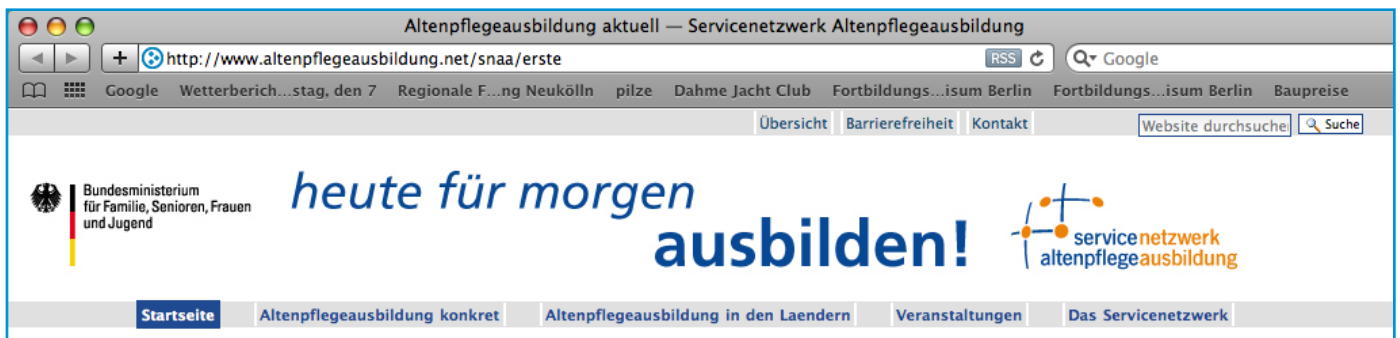 Altenpflegeausbildung aktuell — Servicenetzwerk Altenpflegeausbildung
http://www.altenpflegeausbildung.net/snaa/erste RSS Google
Google Wetterberich...stag, den 7 Regionale F...ng Neukölln pilze Dahme Jacht Club Fortbildungs...isum Berlin Fortbildungs...isum Berlin Baupreise
Übersicht Barrierefreiheit Kontakt Website durchsuche Suche
Bundesministerium
für Familie, Senioren, Frauen
und Jugend
heute für morgen
ausbilden!
servicenetzwerk
altenpflegeausbildung
Startseite Altenpflegeausbildung konkret Altenpflegeausbildung in den Laendern Veranstaltungen Das Servicenetzwerk